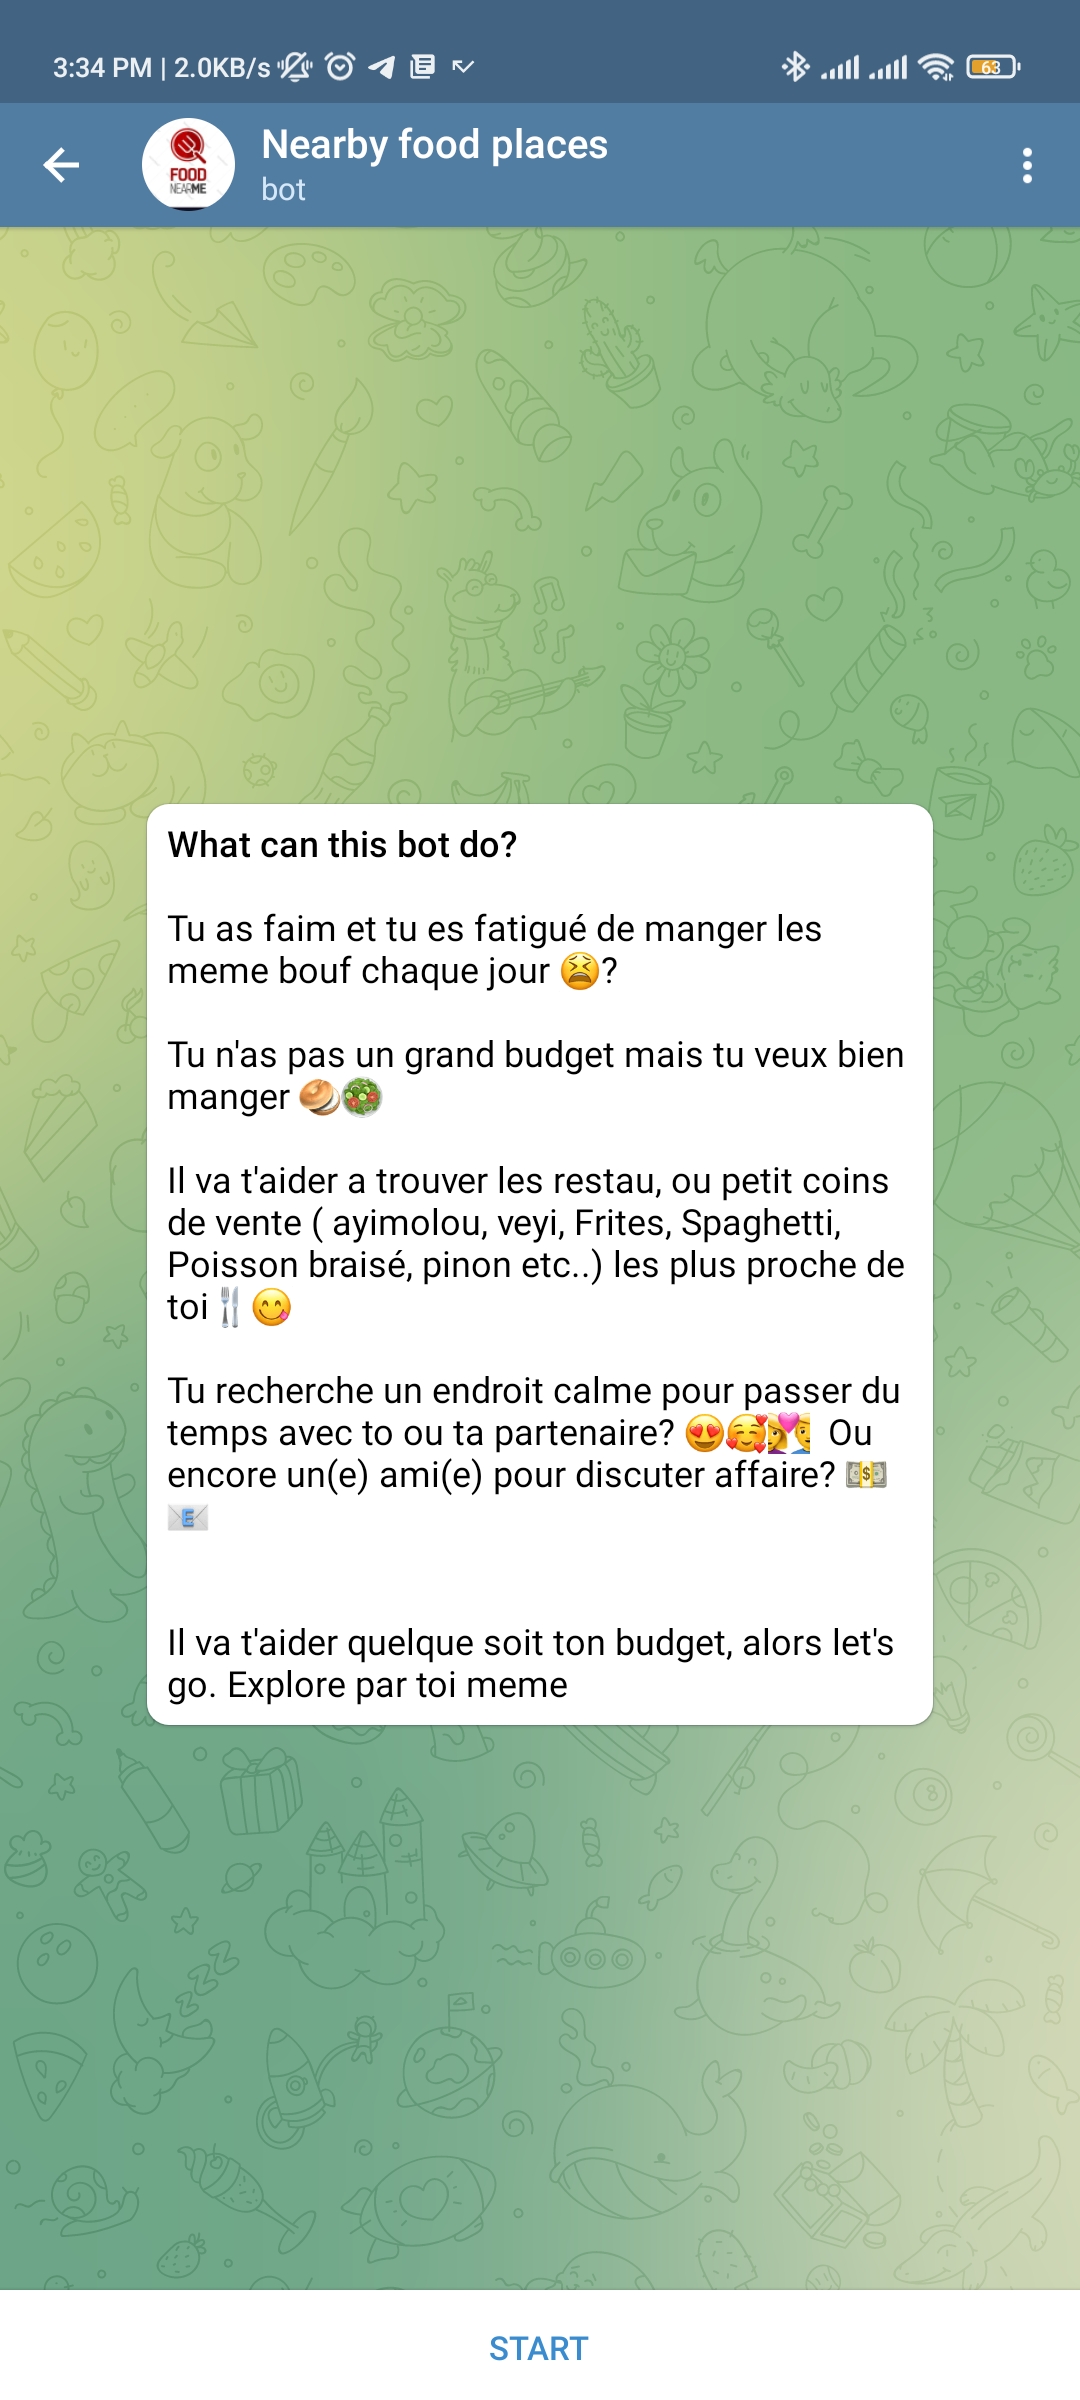 3:34 PM | 2.0KB/s
63
FOOD
NEARME
Nearby food places
bot
What can this bot do?
Tu as faim et tu es fatigué de manger les
meme bouf chaque jour 😫?
Tu n'as pas un grand budget mais tu veux bien
manger 🥯🥗
Il va t'aider a trouver les restau, ou petit coins
de vente ( ayimolou, veyi, Frites, Spaghetti,
Poisson braisé, pinon etc..) les plus proche de
toi🍴😋
Tu recherche un endroit calme pour passer du
temps avec to ou ta partenaire? 😍🥰💑 Ou
encore un(e) ami(e) pour discuter affaire? 💵
📧
Il va t'aider quelque soit ton budget, alors let's
go. Explore par toi meme
START